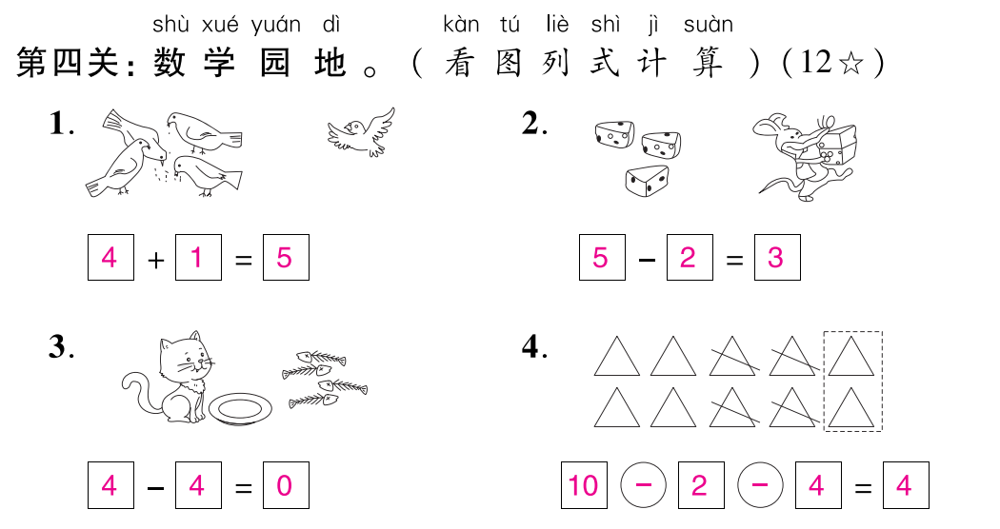 shù xué yuán dì kàn tú liè shì jì suàn
第四关：数学园地。（看图列式计算）（12☆）
1. 2.
4 + 1 = 5 5 − 2 = 3
3. 4.
4 − 4 = 0 10 − 2 − 4 = 4